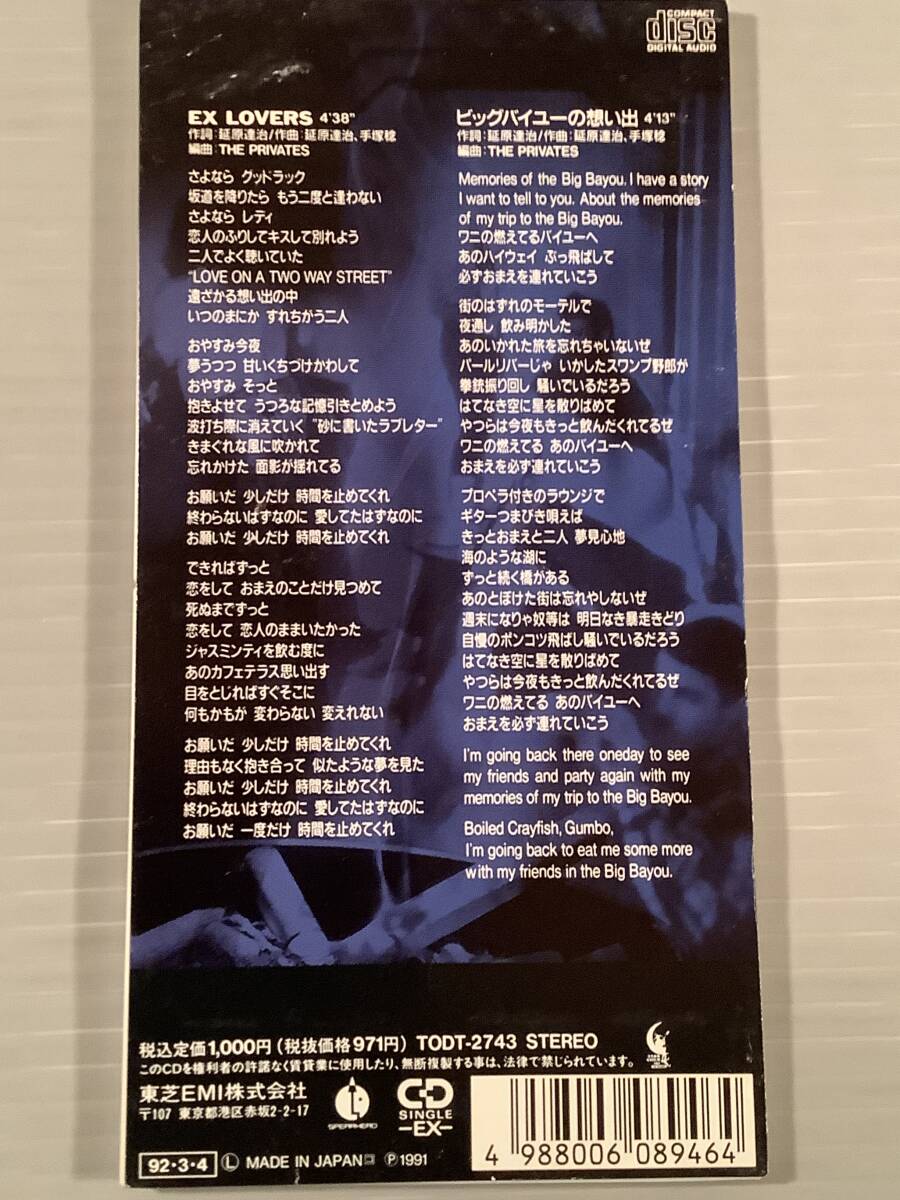 COMPACT
disc
DIGITAL AUDIO
EX LOVERS 4'38"
作詞:延原達治/作曲:延原達治、手塚稔
編曲:THE PRIVATES
さよなら グッドラック
坂道を降りたら もう二度と逢わない
さよなら レディ
恋人のふりしてキスして別れよう
二人でよく聴いていた
"LOVE ON A TWO WAY STREET"
遠ざかる想い出の中
いつのまにか すれちがう二人
おやすみ今夜
夢うつつ 甘いくちづけかわして
おやすみ そっと
抱きよせて うつろな記憶引きとめよう
波打ち際に消えていく "砂に書いたラブレター"
きまぐれな風に吹かれて
忘れかけた 面影が揺れてる
お願いだ 少しだけ 時間を止めてくれ
終わらないはずなのに 愛してたはずなのに
お願いだ 少しだけ 時間を止めてくれ
できればずっと
恋をして おまえのことだけ見つめて
死ぬまでずっと
恋をして 恋人のままいたかった
ジャスミンティを飲む度に
あのカフェテラス思い出す
目をとじればすぐそこに
何もかもが 変わらない 変えれない
お願いだ 少しだけ 時間を止めてくれ
理由もなく抱き合って 似たような夢を見た
お願いだ 少しだけ 時間を止めてくれ
終わらないはずなのに 愛してたはずなのに
お願いだ 一度だけ 時間を止めてくれ
ビッグバイユーの想い出 4'13"
作詞:延原達治/作曲:延原達治、手塚稔
編曲:THE PRIVATES
Memories of the Big Bayou. I have a story
I want to tell to you. About the memories
of my trip to the Big Bayou.
ワニの燃えてるバイユーへ
あのハイウェイ ぶっ飛ばして
必ずおまえを連れていこう
街のはずれのモーテルで
夜通し 飲み明かした
あのいかれた旅を忘れちゃいないぜ
パールリバーじゃ いかしたスワンプ野郎が
拳銃振り回し 騒いでいるだろう
はてなき空に星を散りばめて
やつらは今夜もきっと飲んだくれてるぜ
ワニの燃えてる あのバイユーへ
おまえを必ず連れていこう
プロペラ付きのラウンジで
ギターつまびき唄えば
きっとおまえと二人 夢見心地
海のような湖に
ずっと続く橋がある
あのとぼけた街は忘れやしないぜ
週末になりゃ奴等は 明日なき暴走きどり
自慢のポンコツ飛ばし騒いでいるだろう
はてなき空に星を散りばめて
やつらは今夜もきっと飲んだくれてるぜ
ワニの燃えてる あのバイユーへ
おまえを必ず連れていこう
I'm going back there oneday to see
my friends and party again with my
memories of my trip to the Big Bayou.
Boiled Crayfish, Gumbo,
I'm going back to eat me some more
with my friends in the Big Bayou.
税込定価1,000円(税抜価格971円) TODT-2743 STEREO
このCDを権利者の許諾なく賃貸業に使用したり、無断複製する事は、法律で禁じられています。
東芝EMI株式会社
〒107 東京都港区赤坂2-2-17
SPEARHEAD
CD
SINGLE
-EX-
92・3・4 Ⓛ MADE IN JAPAN Ⓟ1991
4 988006 089464